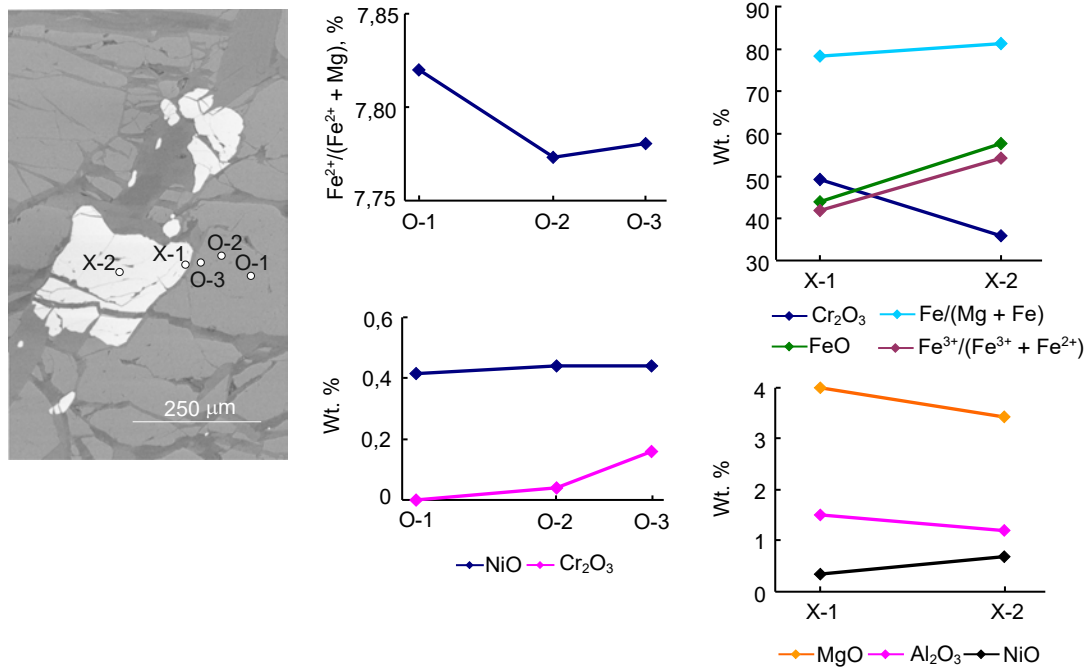 X-2
X-1
O-3
O-2
O-1
250 μm
Fe²⁺/(Fe²⁺ + Mg), %
7,85
7,80
7,75
O-1
O-2
O-3
Wt. %
0,6
0,4
0,2
0
O-1
O-2
O-3
NiO
Cr₂O₃
Wt. %
90
80
70
60
50
40
30
X-1
X-2
Cr₂O₃
Fe/(Mg + Fe)
FeO
Fe³⁺/(Fe³⁺ + Fe²⁺)
Wt. %
4
3
2
1
0
X-1
X-2
MgO
Al₂O₃
NiO